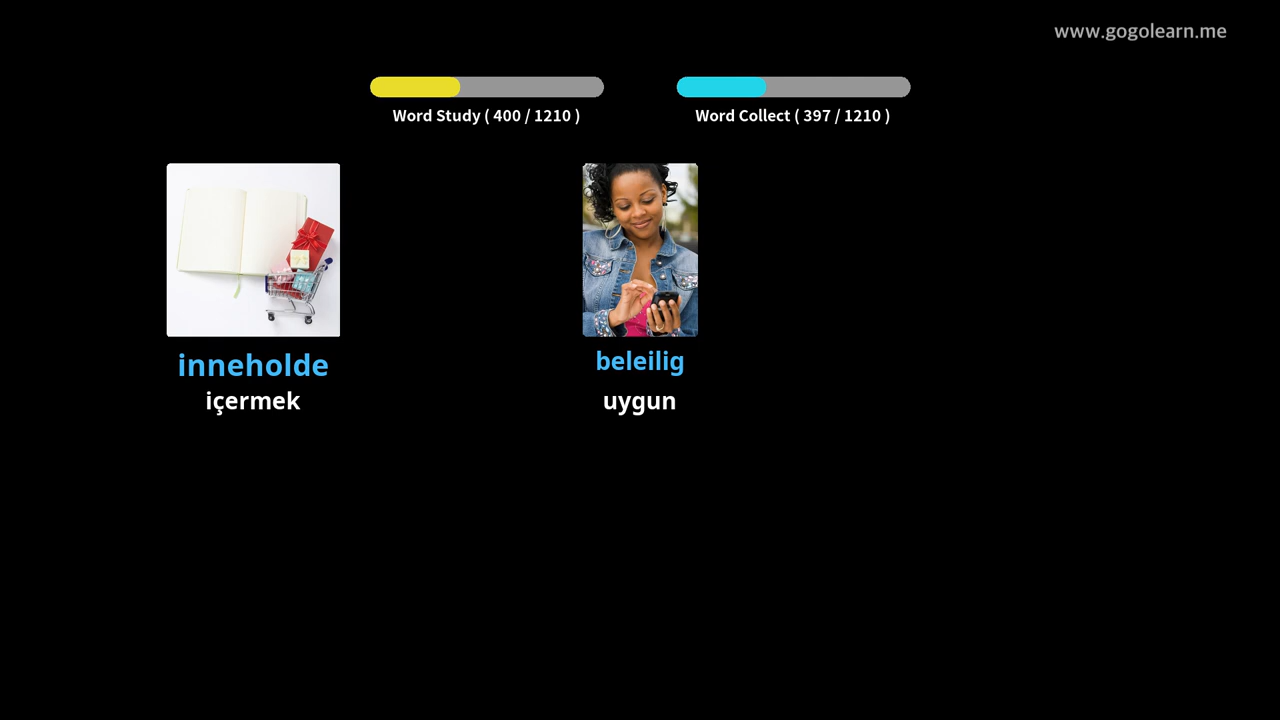 www.gogolearn.me
Word Study ( 400 / 1210 )
Word Collect ( 397 / 1210 )
inneholde
içermek
beleilig
uygun